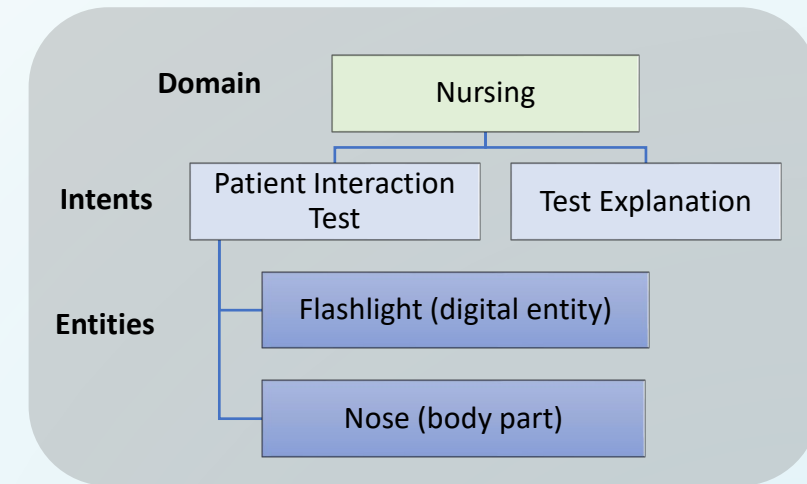 Domain
Nursing
Intents
Patient Interaction
Test
Test Explanation
Entities
Flashlight (digital entity)
Nose (body part)